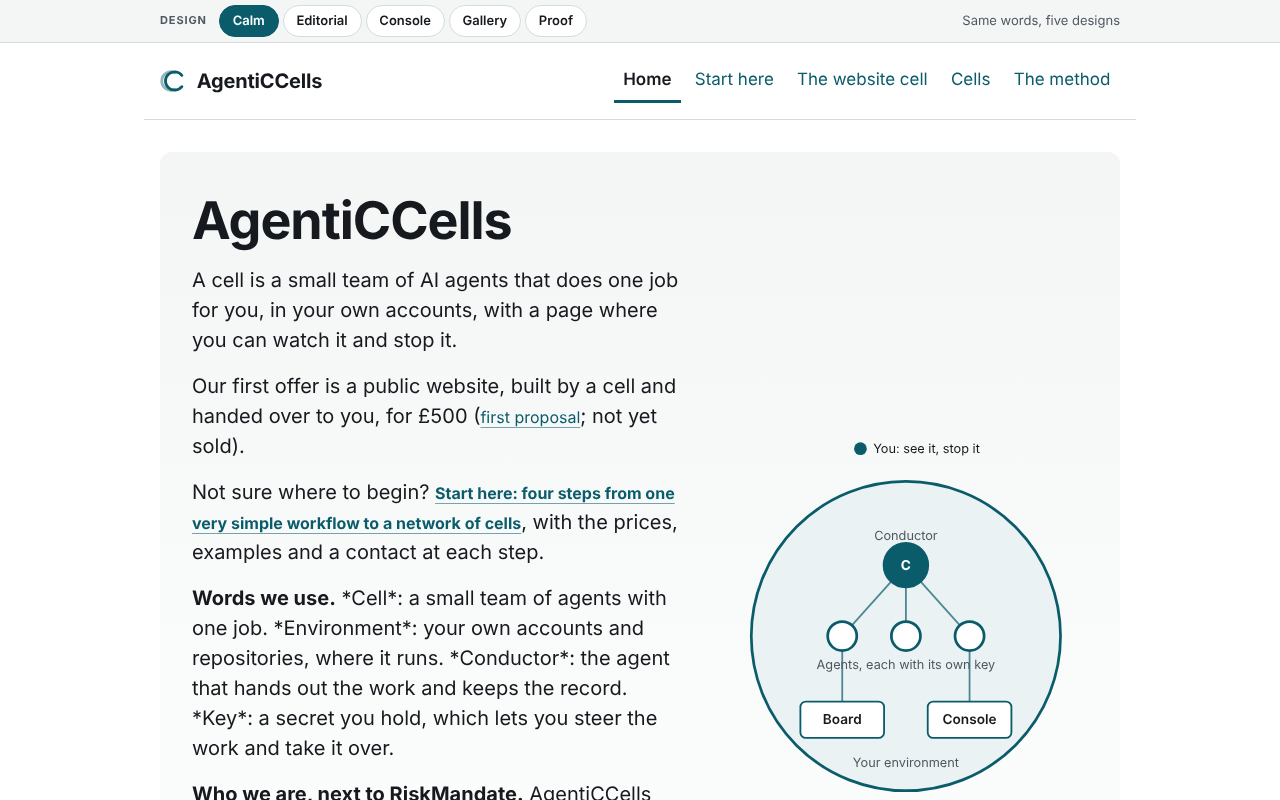 DESIGN Calm Editorial Console Gallery Proof Same words, five designs
AgentiCCells Home Start here The website cell Cells The method
AgentiCCells
A cell is a small team of AI agents that does one job
for you, in your own accounts, with a page where
you can watch it and stop it.
Our first offer is a public website, built by a cell and
handed over to you, for £500 (first proposal; not yet
sold).
Not sure where to begin? Start here: four steps from one
very simple workflow to a network of cells, with the prices,
examples and a contact at each step.
Words we use. *Cell*: a small team of agents with
one job. *Environment*: your own accounts and
repositories, where it runs. *Conductor*: the agent
that hands out the work and keeps the record.
*Key*: a secret you hold, which lets you steer the
work and take it over.
Who we are, next to RiskMandate. AgentiCCells
You: see it, stop it
Conductor
C
Agents, each with its own key
Board Console
Your environment